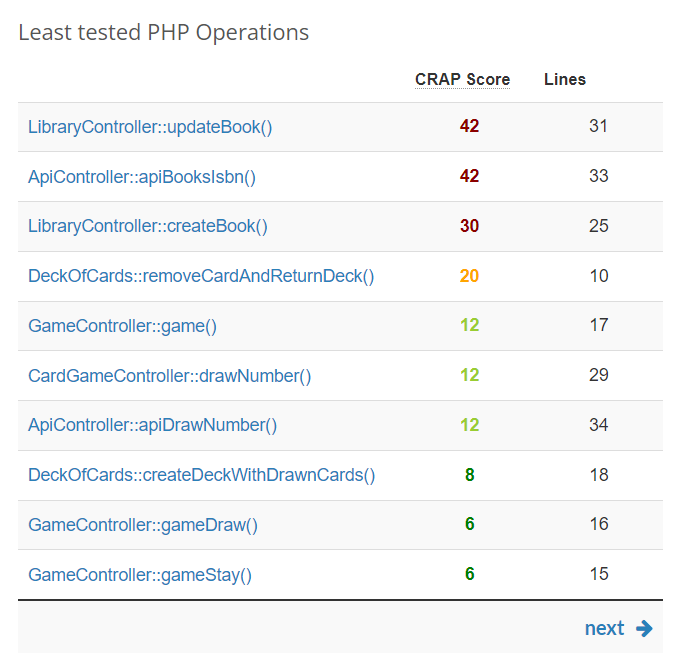 Least tested PHP Operations
CRAP Score Lines
LibraryController::updateBook() 42 31
ApiController::apiBooksIsbn() 42 33
LibraryController::createBook() 30 25
DeckOfCards::removeCardAndReturnDeck() 20 10
GameController::game() 12 17
CardGameController::drawNumber() 12 29
ApiController::apiDrawNumber() 12 34
DeckOfCards::createDeckWithDrawnCards() 8 18
GameController::gameDraw() 6 16
GameController::gameStay() 6 15
next